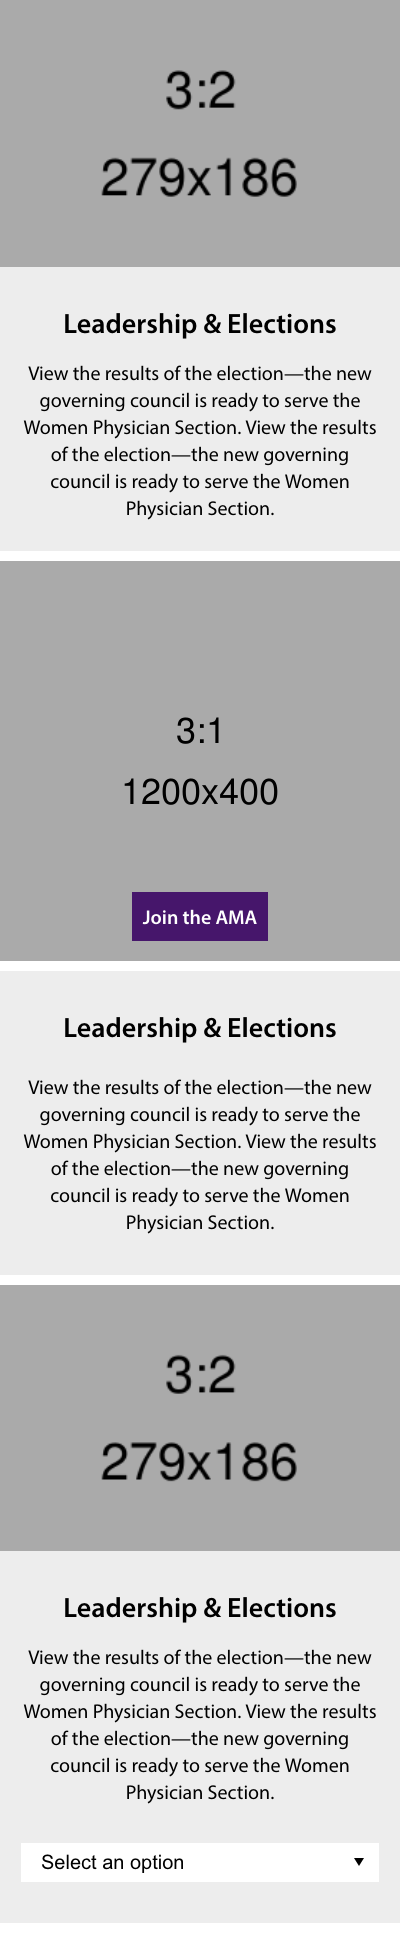 3:2
279x186
Leadership & Elections
View the results of the election—the new
governing council is ready to serve the
Women Physician Section. View the results
of the election—the new governing
council is ready to serve the Women
Physician Section.
3:1
1200x400
Join the AMA
Leadership & Elections
View the results of the election—the new
governing council is ready to serve the
Women Physician Section. View the results
of the election—the new governing
council is ready to serve the Women
Physician Section.
3:2
279x186
Leadership & Elections
View the results of the election—the new
governing council is ready to serve the
Women Physician Section. View the results
of the election—the new governing
council is ready to serve the Women
Physician Section.
Select an option